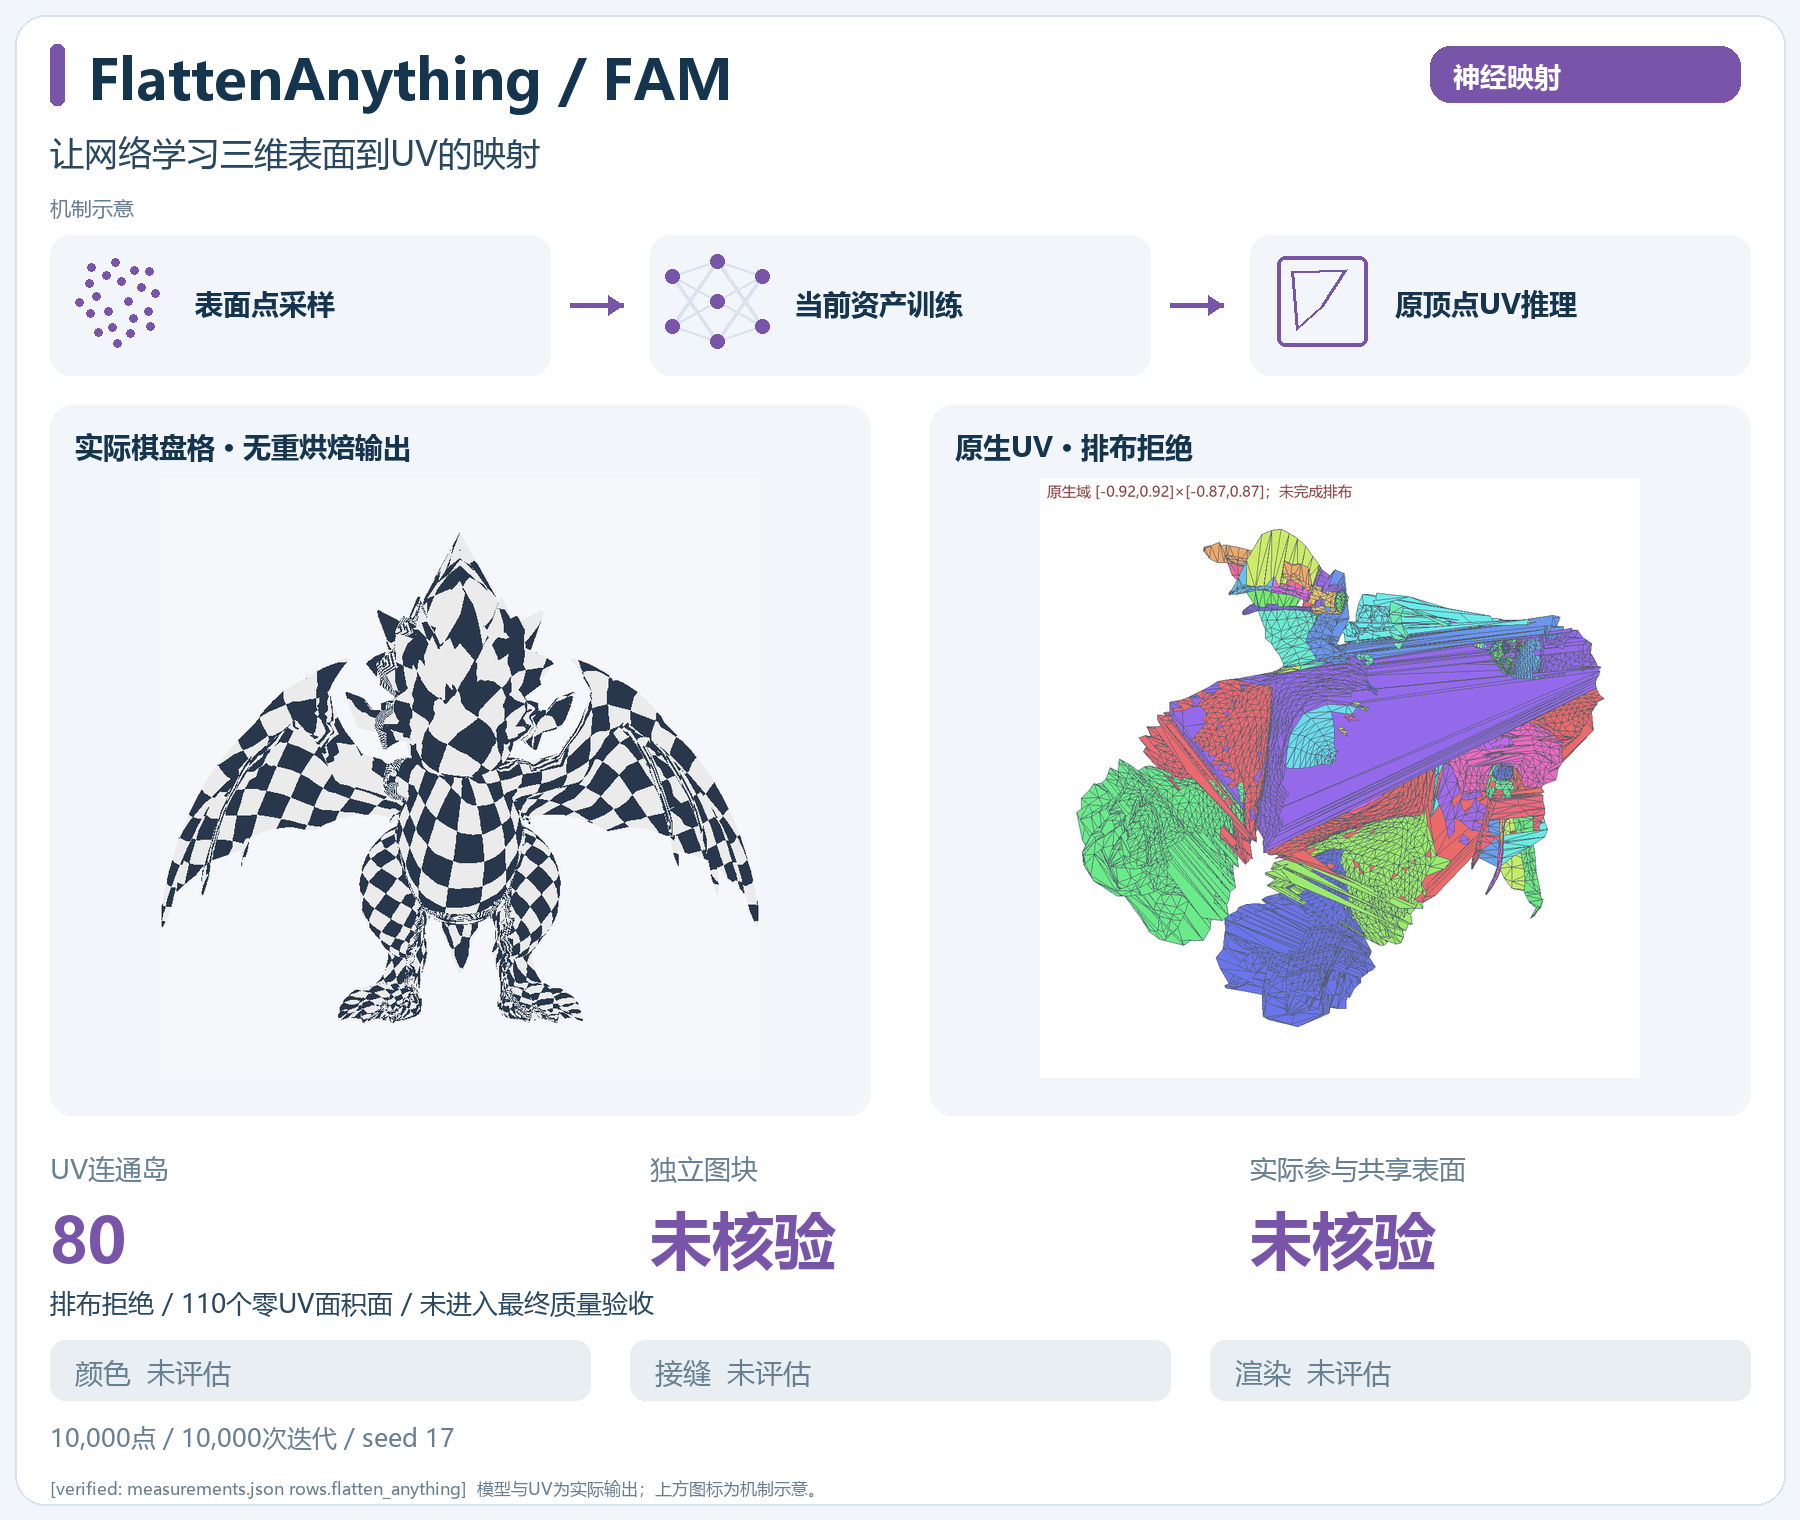 FlattenAnything / FAM
神经映射
让网络学习三维表面到UV的映射
机制示意
表面点采样
当前资产训练
原顶点UV推理
实际棋盘格·无重烘焙输出
原生UV·排布拒绝
原生域 [-0.92,0.92]×[-0.87,0.87]；未完成排布
UV连通岛
独立图块
实际参与共享表面
80
未核验
未核验
排布拒绝 / 110个零UV面积面 / 未进入最终质量验收
颜色 未评估
接缝 未评估
渲染 未评估
10,000点 / 10,000次迭代 / seed 17
[verified: measurements.json rows.flatten_anything] 模型与UV为实际输出；上方图标为机制示意。